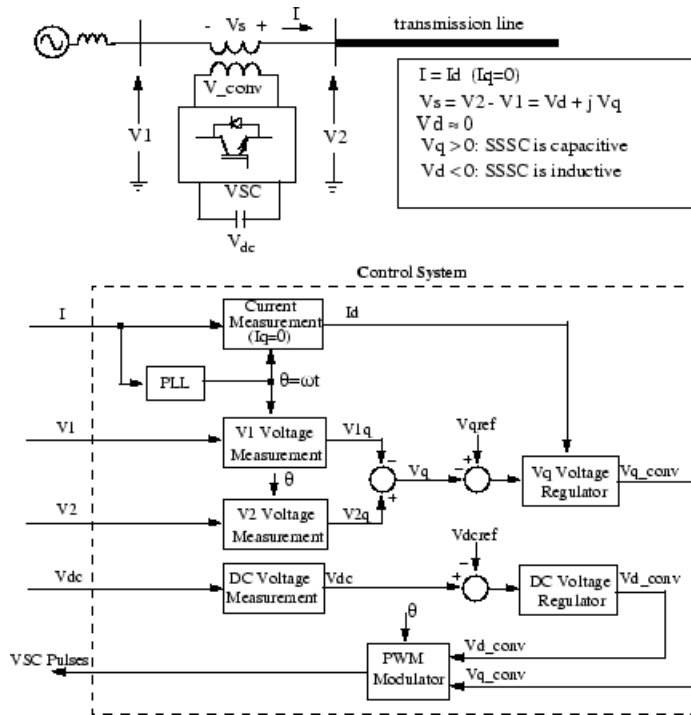 - Vs +
I
transmission line
V_conv
V1
V2
VSC
Vdc
I = Id (Iq=0)
Vs = V2 - V1 = Vd + j Vq
Vd ≈ 0
Vq > 0: SSSC is capacitive
Vd < 0: SSSC is inductive
Control System
I
Current
Measurement
(Iq=0)
Id
PLL
θ=ωt
V1
V1 Voltage
Measurement
V1q
Vqref
θ
-
+
Vq
-
+
Vq Voltage
Regulator
Vq_conv
V2
V2 Voltage
Measurement
V2q
Vdcref
Vdc
DC Voltage
Measurement
Vdc
+
-
DC Voltage
Regulator
Vd_conv
θ
VSC Pulses
PWM
Modulator
Vd_conv
Vq_conv